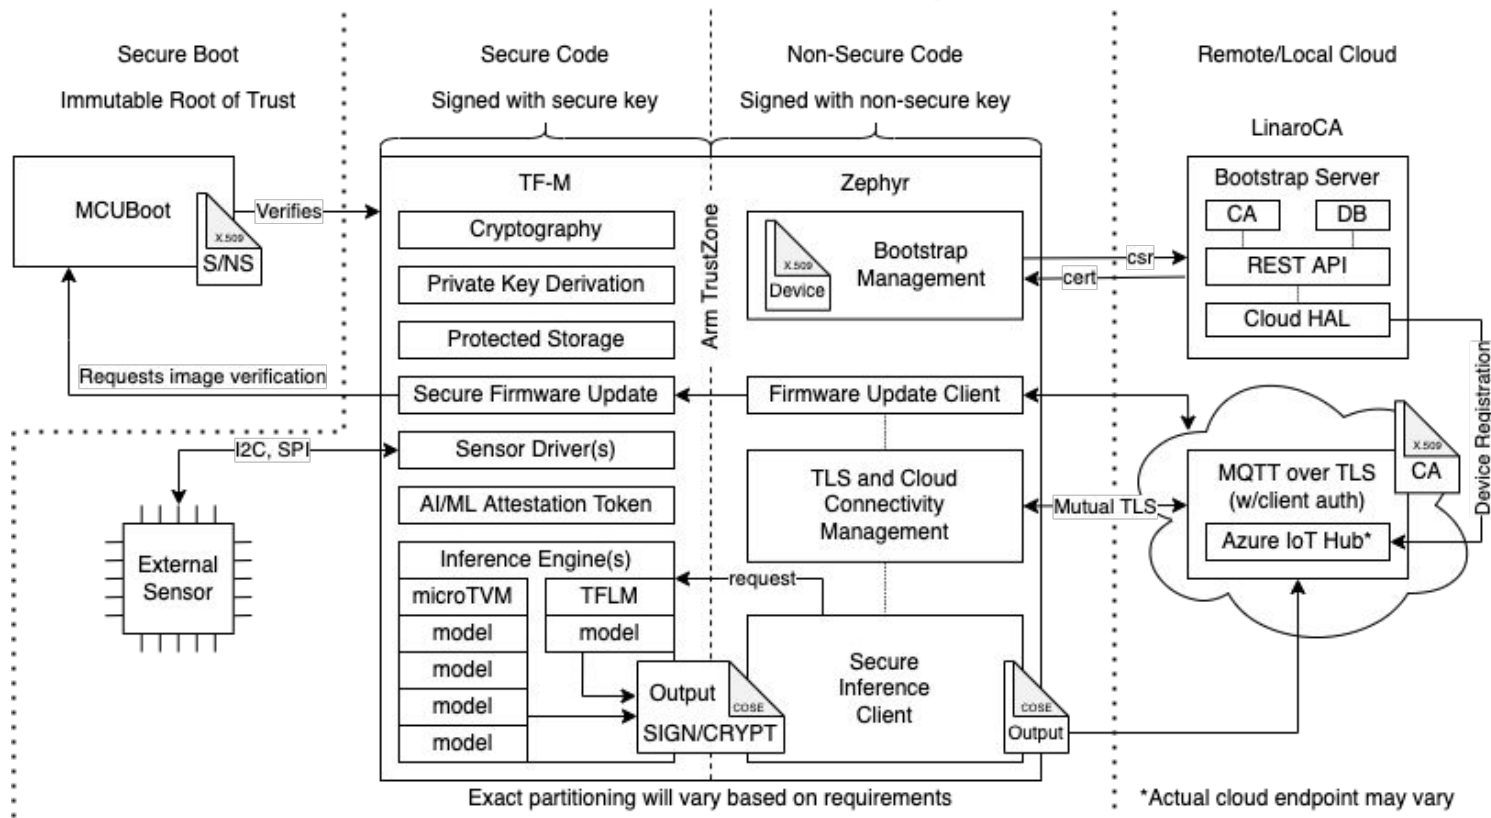 Secure Boot
Immutable Root of Trust
MCUBoot
X.509
S/NS
Verifies
Requests image verification
I2C, SPI
External
Sensor
Secure Code
Signed with secure key
TF-M
Cryptography
Private Key Derivation
Protected Storage
Secure Firmware Update
Sensor Driver(s)
AI/ML Attestation Token
Inference Engine(s)
microTVM
model
model
model
model
TFLM
model
Output
COSE
SIGN/CRYPT
Arm TrustZone
Non-Secure Code
Signed with non-secure key
Zephyr
X.509
Device
Bootstrap
Management
Firmware Update Client
TLS and Cloud
Connectivity
Management
request
Secure
Inference
Client
COSE
Output
Exact partitioning will vary based on requirements
csr
cert
Mutual TLS
Remote/Local Cloud
LinaroCA
Bootstrap Server
CA
DB
REST API
Cloud HAL
Device Registration
X.509
CA
MQTT over TLS
(w/client auth)
Azure IoT Hub*
*Actual cloud endpoint may vary